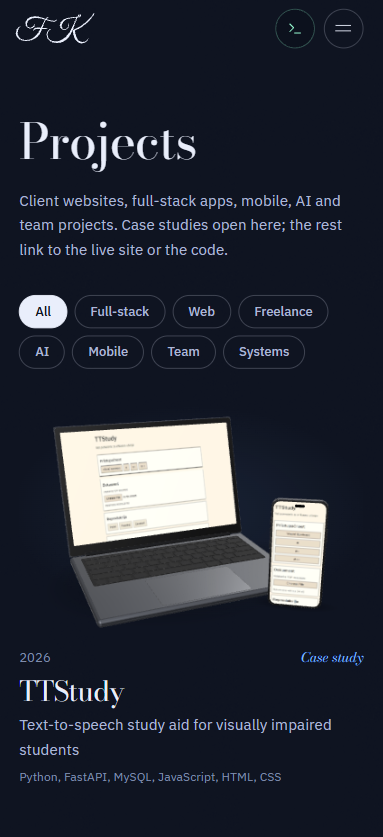 FK
Projects
Client websites, full-stack apps, mobile, AI and
team projects. Case studies open here; the rest
link to the live site or the code.
All Full-stack Web Freelance
AI Mobile Team Systems
TTStudy
TTStudy
2026 Case study
TTStudy
Text-to-speech study aid for visually impaired
students
Python, FastAPI, MySQL, JavaScript, HTML, CSS